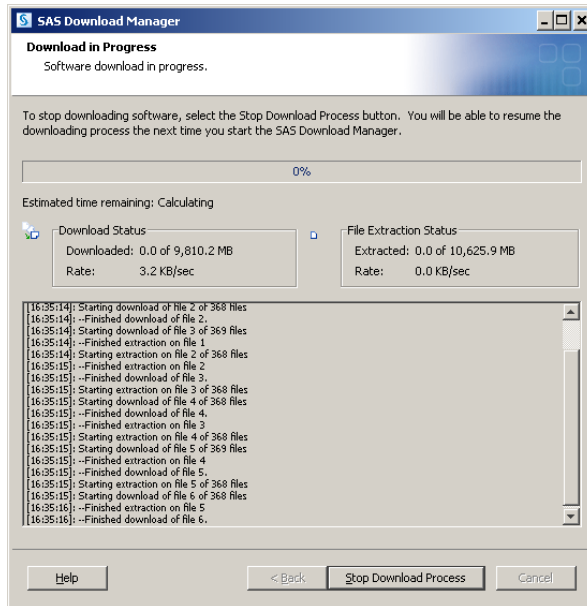 SAS Download Manager
Download in Progress
Software download in progress.
To stop downloading software, select the Stop Download Process button. You will be able to resume the
downloading process the next time you start the SAS Download Manager.
0%
Estimated time remaining: Calculating
Download Status
Downloaded: 0.0 of 9,810.2 MB
Rate: 3.2 KB/sec
File Extraction Status
Extracted: 0.0 of 10,625.9 MB
Rate: 0.0 KB/sec
[16:35:14]: Starting download of file 2 of 368 files
[16:35:14]: --Finished download of file 2.
[16:35:14]: Starting download of file 3 of 369 files
[16:35:14]: --Finished extraction on file 1
[16:35:14]: Starting extraction on file 2 of 368 files
[16:35:15]: --Finished extraction on file 2
[16:35:15]: --Finished download of file 3.
[16:35:15]: Starting extraction on file 3 of 368 files
[16:35:15]: Starting download of file 4 of 368 files
[16:35:15]: --Finished download of file 4.
[16:35:15]: --Finished extraction on file 3
[16:35:15]: Starting extraction on file 4 of 368 files
[16:35:15]: Starting download of file 5 of 369 files
[16:35:15]: --Finished extraction on file 4
[16:35:15]: --Finished download of file 5.
[16:35:15]: Starting extraction on file 5 of 368 files
[16:35:15]: Starting download of file 6 of 368 files
[16:35:16]: --Finished extraction on file 5
[16:35:16]: --Finished download of file 6.
Help
< Back
Stop Download Process
Cancel